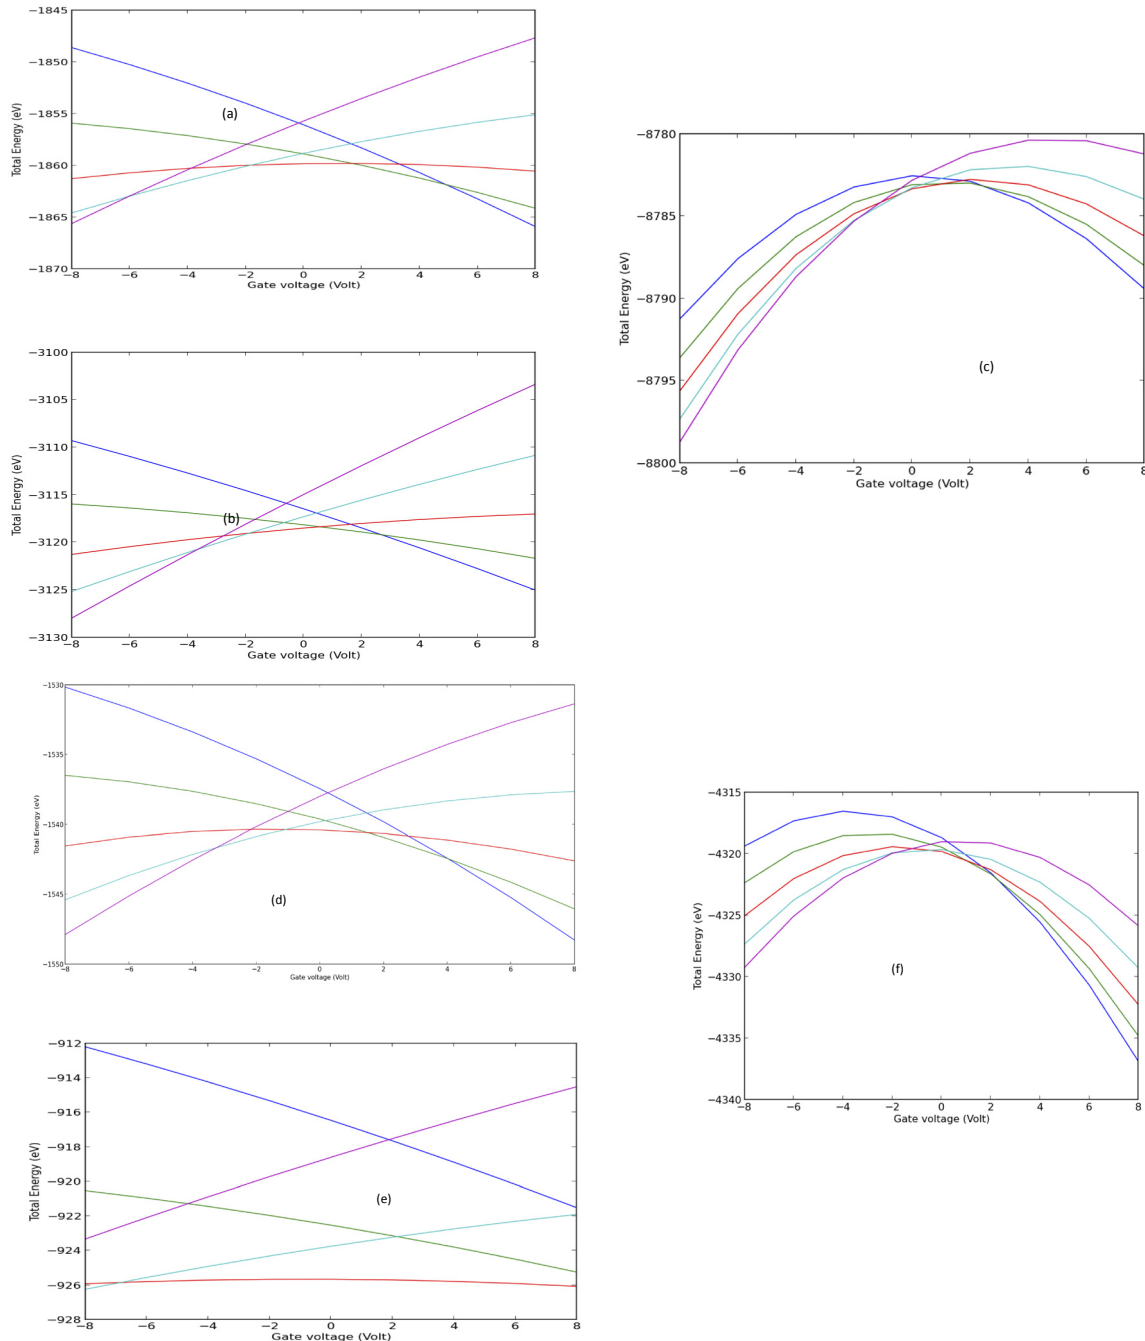 −1845
−1850
−1855
−1860
−1865
−1870
Total Energy (eV)
(a)
−8 −6 −4 −2 0 2 4 6 8
Gate voltage (Volt)
−3100
−3105
−3110
−3115
−3120
−3125
−3130
Total Energy (eV)
(b)
−8 −6 −4 −2 0 2 4 6 8
Gate voltage (Volt)
−8780
−8785
−8790
−8795
−8800
Total Energy (eV)
(c)
−8 −6 −4 −2 0 2 4 6 8
Gate voltage (Volt)
−1530
−1535
−1540
−1545
−1550
Total Energy (eV)
(d)
−8 −6 −4 −2 0 2 4 6 8
Gate voltage (Volt)
−912
−914
−916
−918
−920
−922
−924
−926
−928
Total Energy (eV)
(e)
−8 −6 −4 −2 0 2 4 6 8
Gate voltage (Volt)
−4315
−4320
−4325
−4330
−4335
−4340
Total Energy (eV)
(f)
−8 −6 −4 −2 0 2 4 6 8
Gate voltage (Volt)